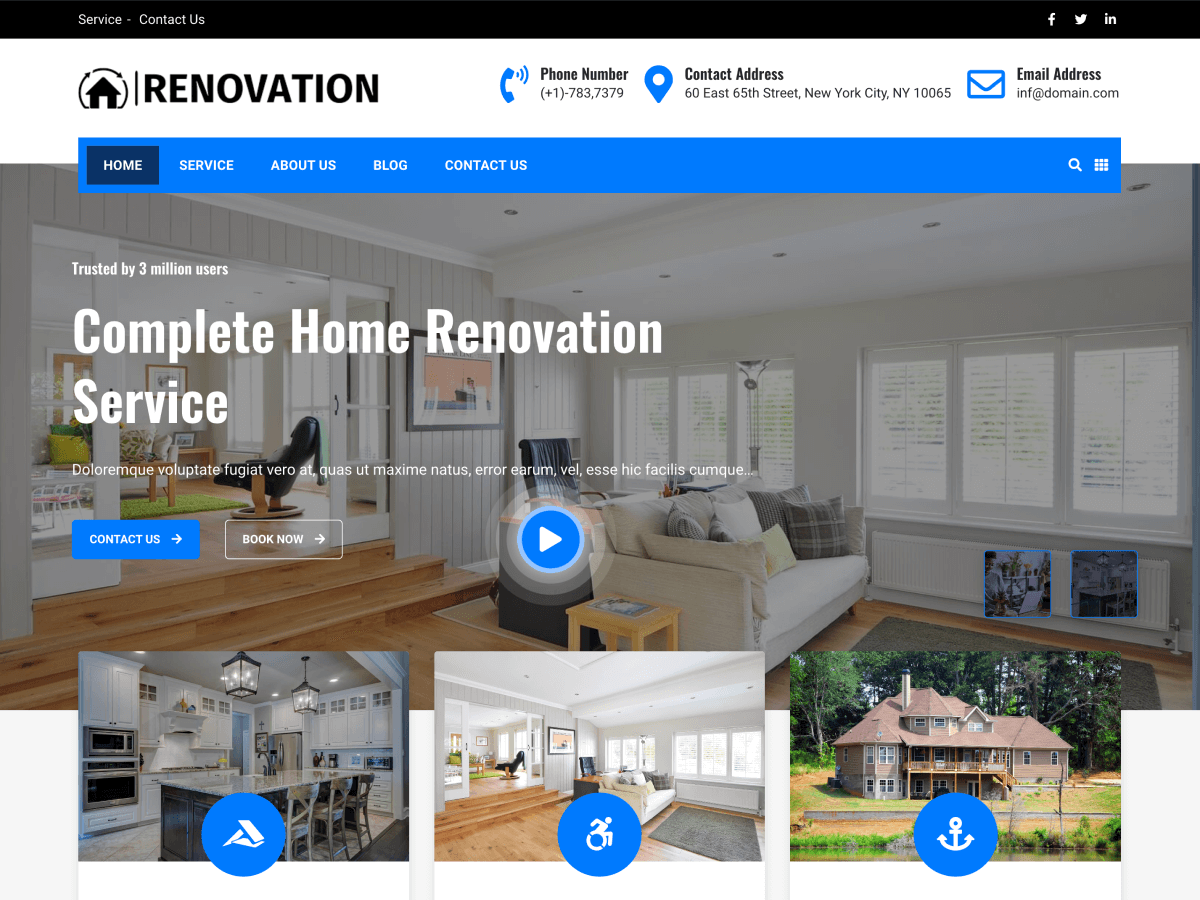 Service - Contact Us
RENOVATION
Phone Number
(+1)-783,7379
Contact Address
60 East 65th Street, New York City, NY 10065
Email Address
inf@domain.com
HOME SERVICE ABOUT US BLOG CONTACT US
Trusted by 3 million users
Complete Home Renovation
Service
Doloremque voluptate fugiat vero at, quas ut maxime natus, error earum, vel, esse hic facilis cumque...
CONTACT US
BOOK NOW